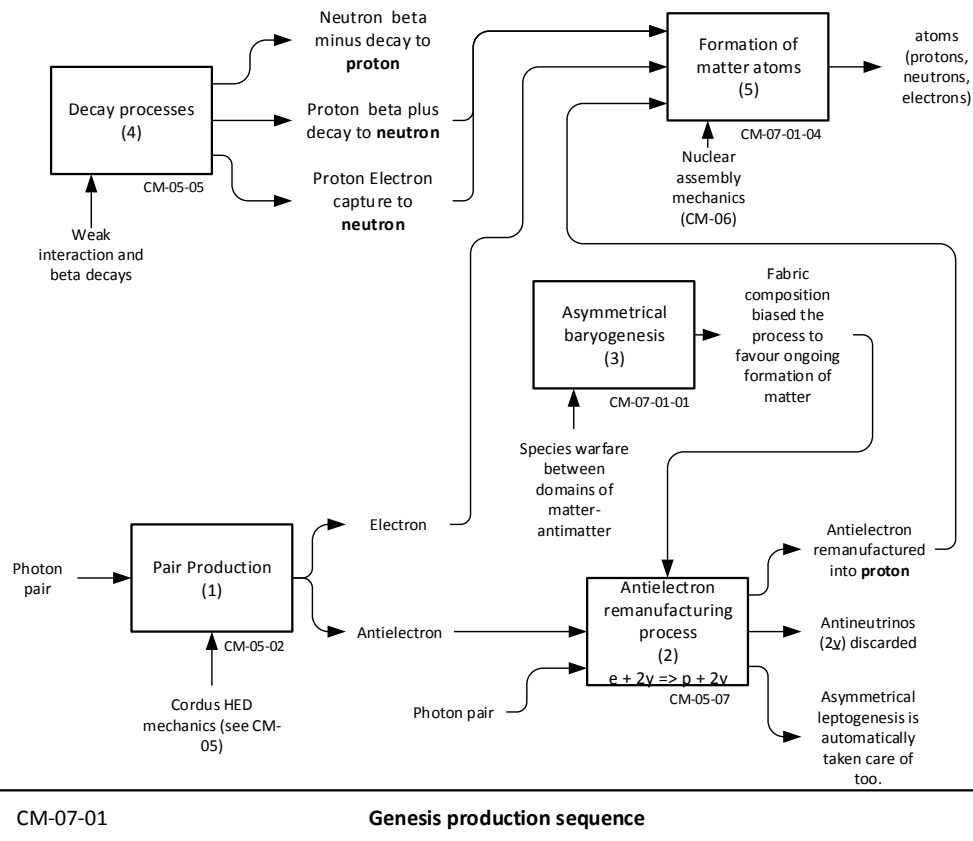 Neutron beta
minus decay to
proton
Decay processes
(4)
CM-05-05
Proton beta plus
decay to neutron
Proton Electron
capture to
neutron
Weak
interaction and
beta decays
Formation of
matter atoms
(5)
CM-07-01-04
atoms
(protons,
neutrons,
electrons)
Nuclear
assembly
mechanics
(CM-06)
Asymmetrical
baryogenesis
(3)
CM-07-01-01
Fabric
composition
biased the
process to
favour ongoing
formation of
matter
Species warfare
between
domains of
matter-
antimatter
Photon
pair
Pair Production
(1)
CM-05-02
Cordus HED
mechanics (see CM-
05)
Electron
Antielectron
Photon pair
Antielectron
remanufacturing
process
(2)
e + 2y => p + 2v
CM-05-07
Antielectron
remanufactured
into proton
Antineutrinos
(2v) discarded
Asymmetrical
leptogenesis is
automatically
taken care of
too.
CM-07-01
Genesis production sequence